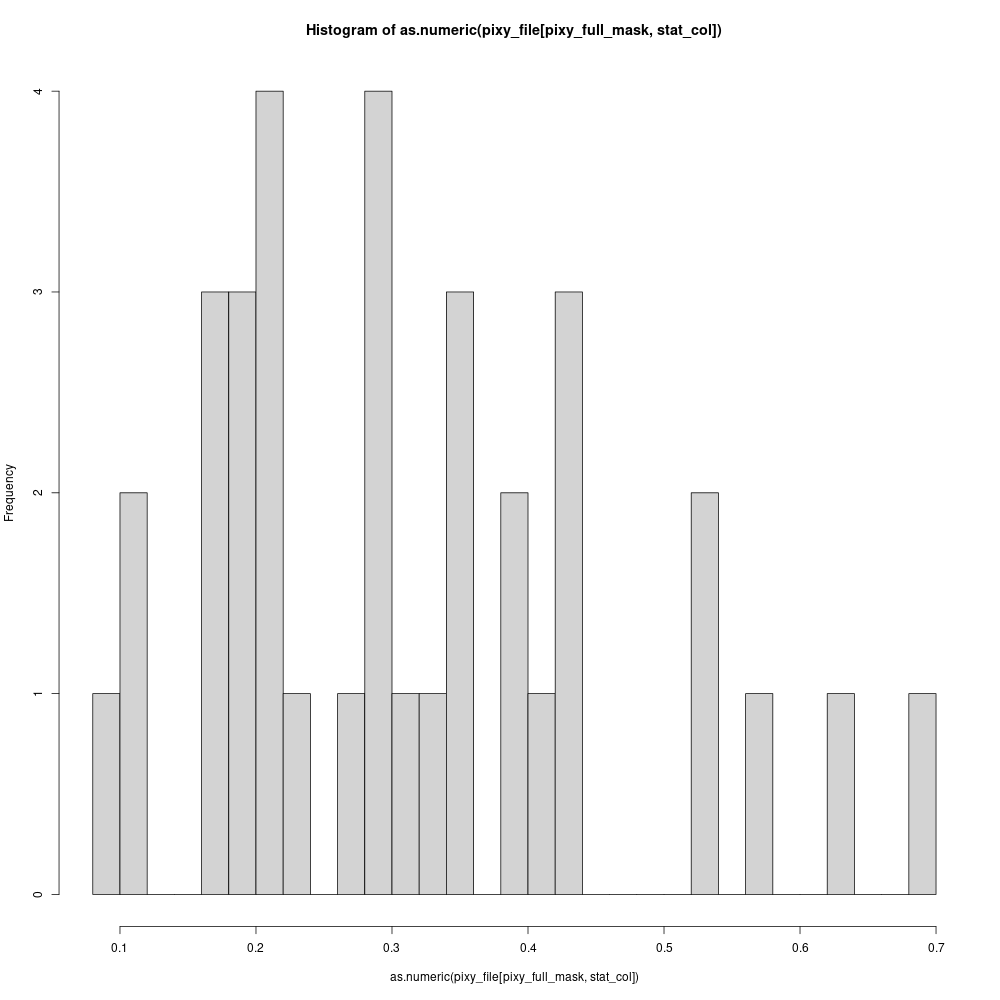 Histogram of as.numeric(pixy_file[pixy_full_mask, stat_col])
4
3
2
1
0
Frequency
0.1 0.2 0.3 0.4 0.5 0.6 0.7
as.numeric(pixy_file[pixy_full_mask, stat_col])